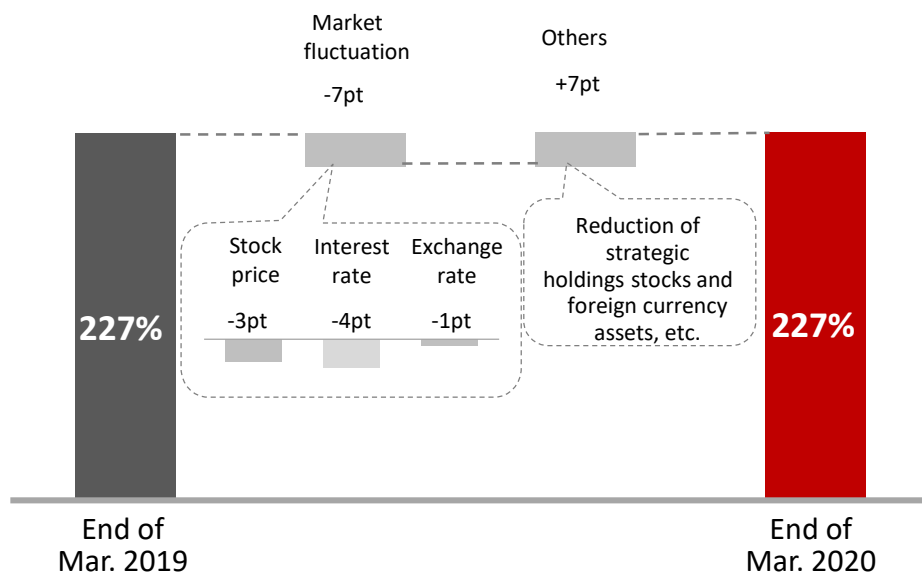 Market
fluctuation
-7pt
Others
+7pt
Stock
price
-3pt
Interest
rate
-4pt
Exchange
rate
-1pt
Reduction of
strategic
holdings stocks and
foreign currency
assets, etc.
227%
227%
End of
Mar. 2019
End of
Mar. 2020